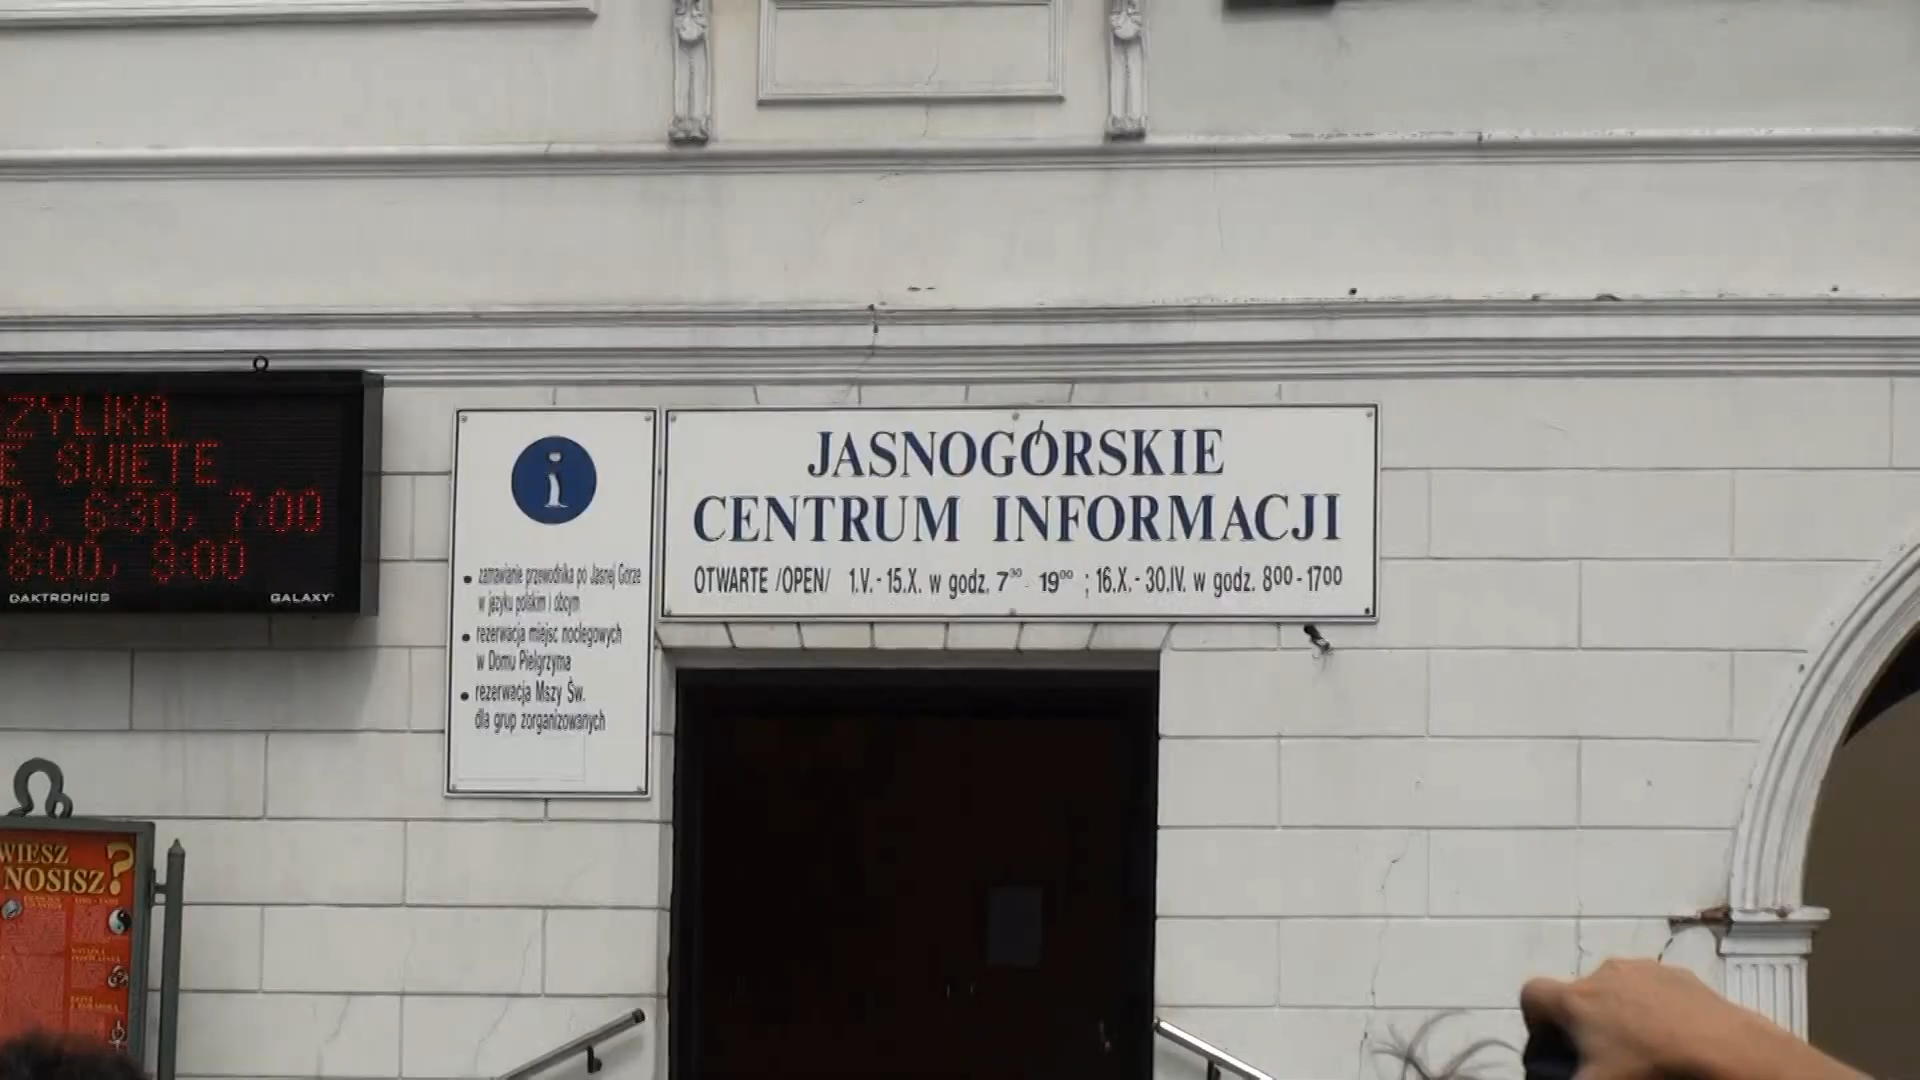 ZYLIKA
E ŚWIĘTE
00, 6:30, 7:00
8:00, 9:00
DAKTRONICS GALAXY
i
• zamawianie przewodnika po Jasnej Górze
w języku polskim i obcym
• rezerwacja miejsc noclegowych
w Domu Pielgrzyma
• rezerwacja Mszy Św.
dla grup zorganizowanych
JASNOGÓRSKIE
CENTRUM INFORMACJI
OTWARTE /OPEN/ 1.V.-15.X. w godz. 7³⁰- 19⁰⁰ ; 16.X.- 30.IV. w godz. 800-1700
WIESZ
NOSISZ?